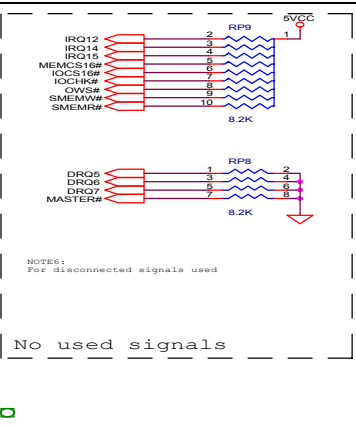 5VCC
RP9
IRQ12 2 1
IRQ14 3
IRQ15 4
MEMCS16# 5
IOCS16# 6
IOCHK# 7
OWS# 8
SMEMW# 9
SMEMR# 10
8.2K
RP8
DRQ5 1 2
DRQ6 3 4
DRQ7 5 6
MASTER# 7 8
8.2K
NOTE6:
For disconnected signals used
No used signals